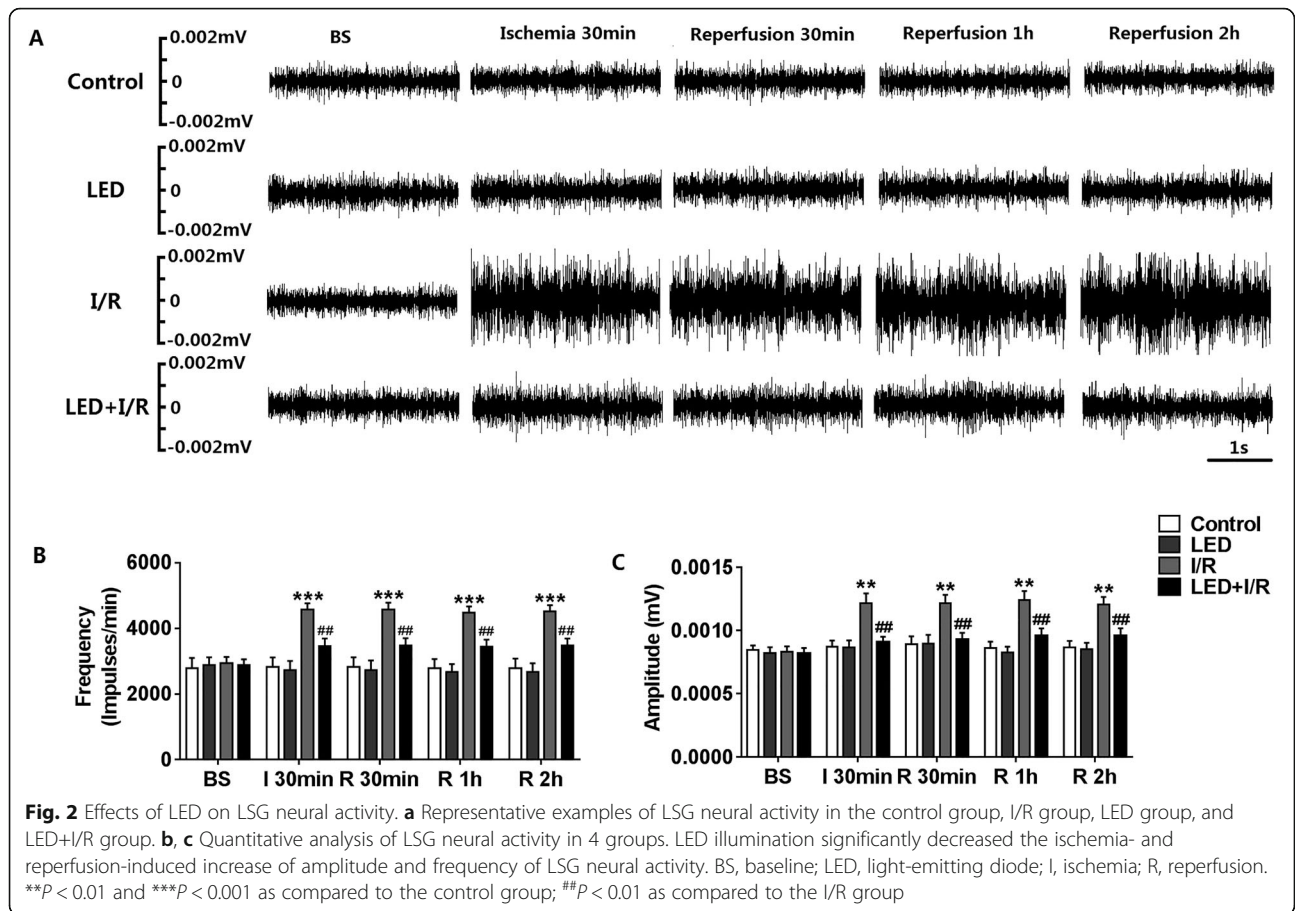 A
BS
Ischemia 30min
Reperfusion 30min
Reperfusion 1h
Reperfusion 2h
0.002mV
Control
0
-0.002mV
0.002mV
LED
0
-0.002mV
0.002mV
I/R
0
-0.002mV
0.002mV
LED+I/R
0
-0.002mV
1s
Control
LED
I/R
LED+I/R
B
Frequency
(Impulses/min)
6000
4000
2000
0
***
##
***
##
***
##
***
##
BS
I 30min
R 30min
R 1h
R 2h
C
Amplitude (mV)
0.0015
0.0010
0.0005
0.0000
**
##
**
##
**
##
**
##
BS
I 30min
R 30min
R 1h
R 2h
Fig. 2 Effects of LED on LSG neural activity. a Representative examples of LSG neural activity in the control group, I/R group, LED group, and
LED+I/R group. b, c Quantitative analysis of LSG neural activity in 4 groups. LED illumination significantly decreased the ischemia- and
reperfusion-induced increase of amplitude and frequency of LSG neural activity. BS, baseline; LED, light-emitting diode; I, ischemia; R, reperfusion.
**P < 0.01 and ***P < 0.001 as compared to the control group; ##P < 0.01 as compared to the I/R group